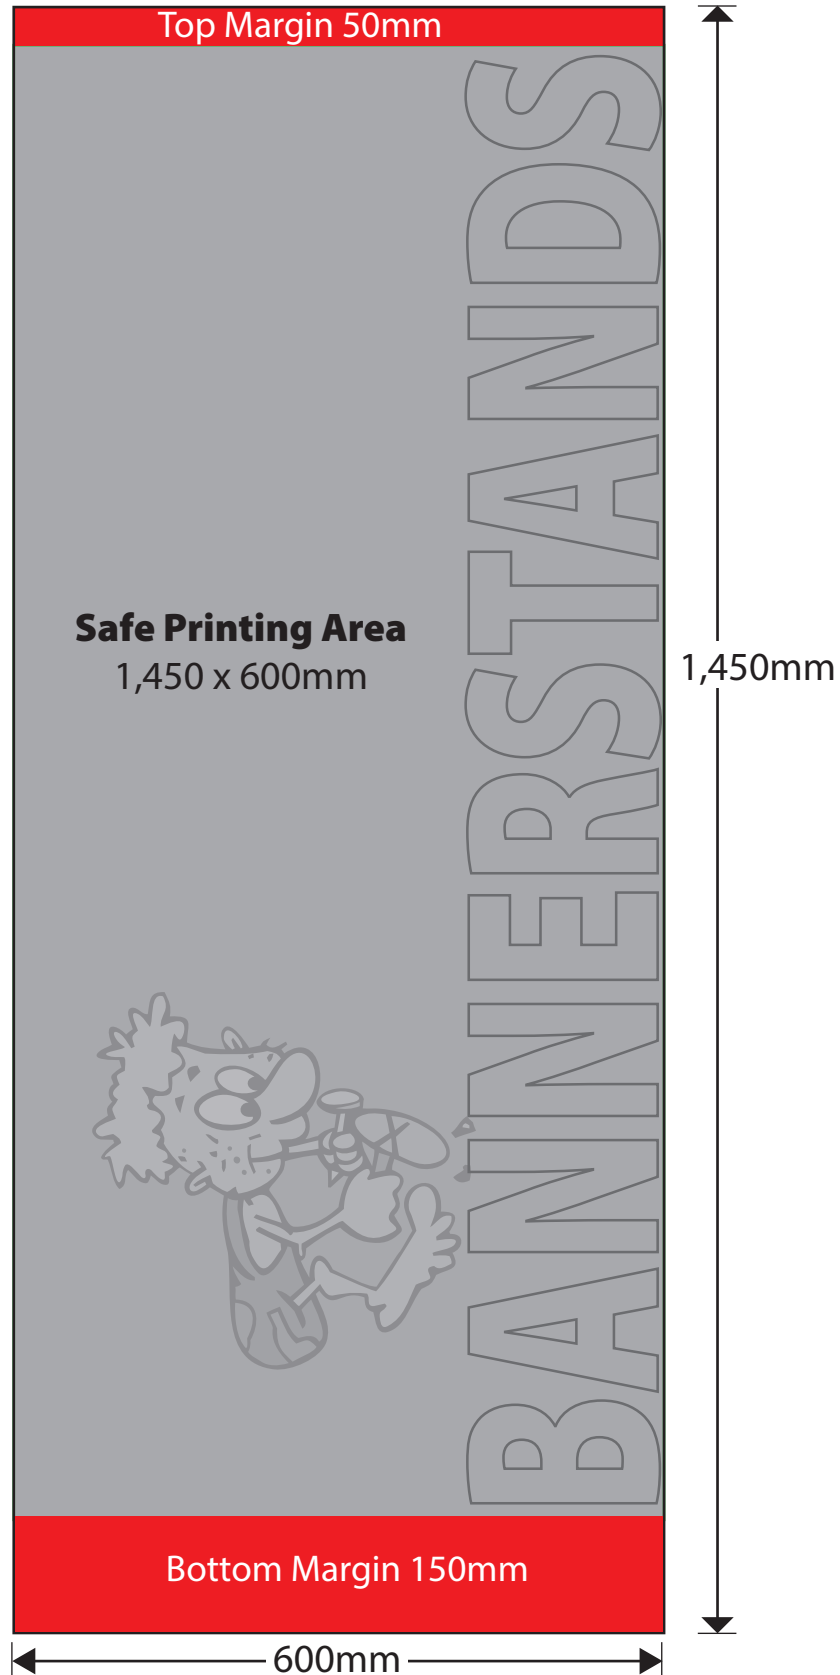 Top Margin 50mm
BANNERSTANDS
Safe Printing Area
1,450 x 600mm
1,450mm
Bottom Margin 150mm
600mm